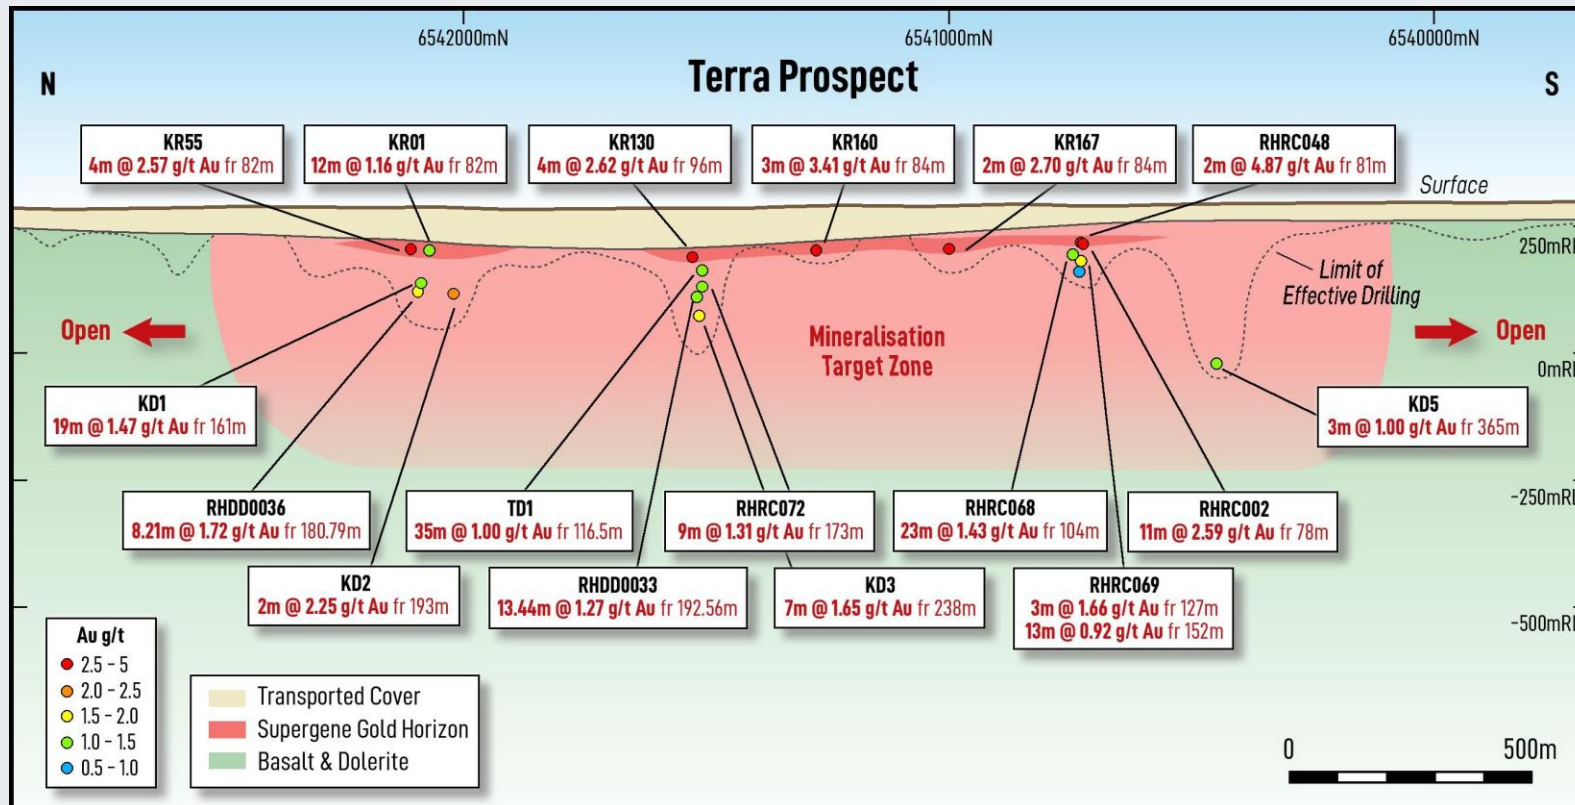 6542000mN
6541000mN
6540000mN
N
Terra Prospect
S
KR55
4m @ 2.57 g/t Au fr 82m
KR01
12m @ 1.16 g/t Au fr 82m
KR130
4m @ 2.62 g/t Au fr 96m
KR160
3m @ 3.41 g/t Au fr 84m
KR167
2m @ 2.70 g/t Au fr 84m
RHRC048
2m @ 4.87 g/t Au fr 81m
Surface
250mRl
Limit of
Effective Drilling
Open
Mineralisation
Target Zone
Open
0mRl
KD1
19m @ 1.47 g/t Au fr 161m
KD5
3m @ 1.00 g/t Au fr 365m
RHDD0036
8.21m @ 1.72 g/t Au fr 180.79m
TD1
35m @ 1.00 g/t Au fr 116.5m
RHRC072
9m @ 1.31 g/t Au fr 173m
RHRC068
23m @ 1.43 g/t Au fr 104m
RHRC002
11m @ 2.59 g/t Au fr 78m
-250mRl
KD2
2m @ 2.25 g/t Au fr 193m
RHDD0033
13.44m @ 1.27 g/t Au fr 192.56m
KD3
7m @ 1.65 g/t Au fr 238m
RHRC069
3m @ 1.66 g/t Au fr 127m
13m @ 0.92 g/t Au fr 152m
-500mRl
Au g/t
2.5 - 5
2.0 - 2.5
1.5 - 2.0
1.0 - 1.5
0.5 - 1.0
Transported Cover
Supergene Gold Horizon
Basalt & Dolerite
0
500m